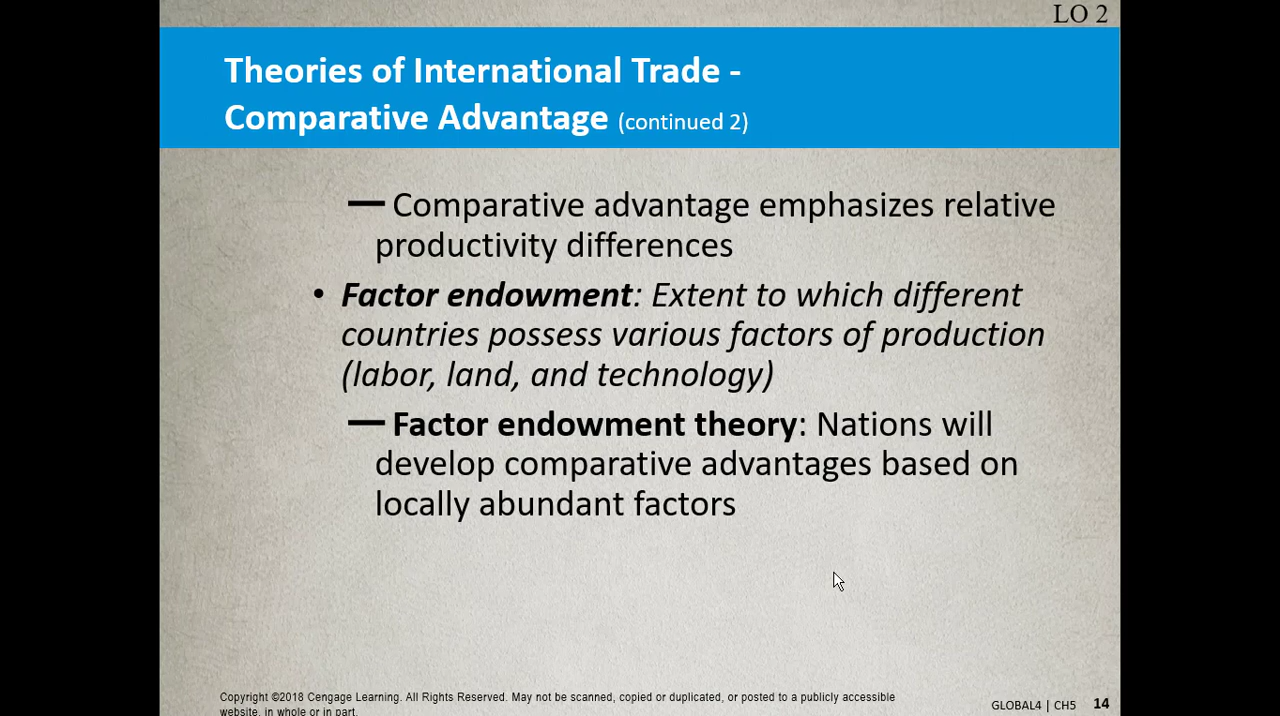 LO 2
Theories of International Trade -
Comparative Advantage (continued 2)
— Comparative advantage emphasizes relative
productivity differences
• Factor endowment: Extent to which different
countries possess various factors of production
(labor, land, and technology)
— Factor endowment theory: Nations will
develop comparative advantages based on
locally abundant factors
Copyright ©2018 Cengage Learning. All Rights Reserved. May not be scanned, copied or duplicated, or posted to a publicly accessible
website, in whole or in part.
GLOBAL4 | CH5 14